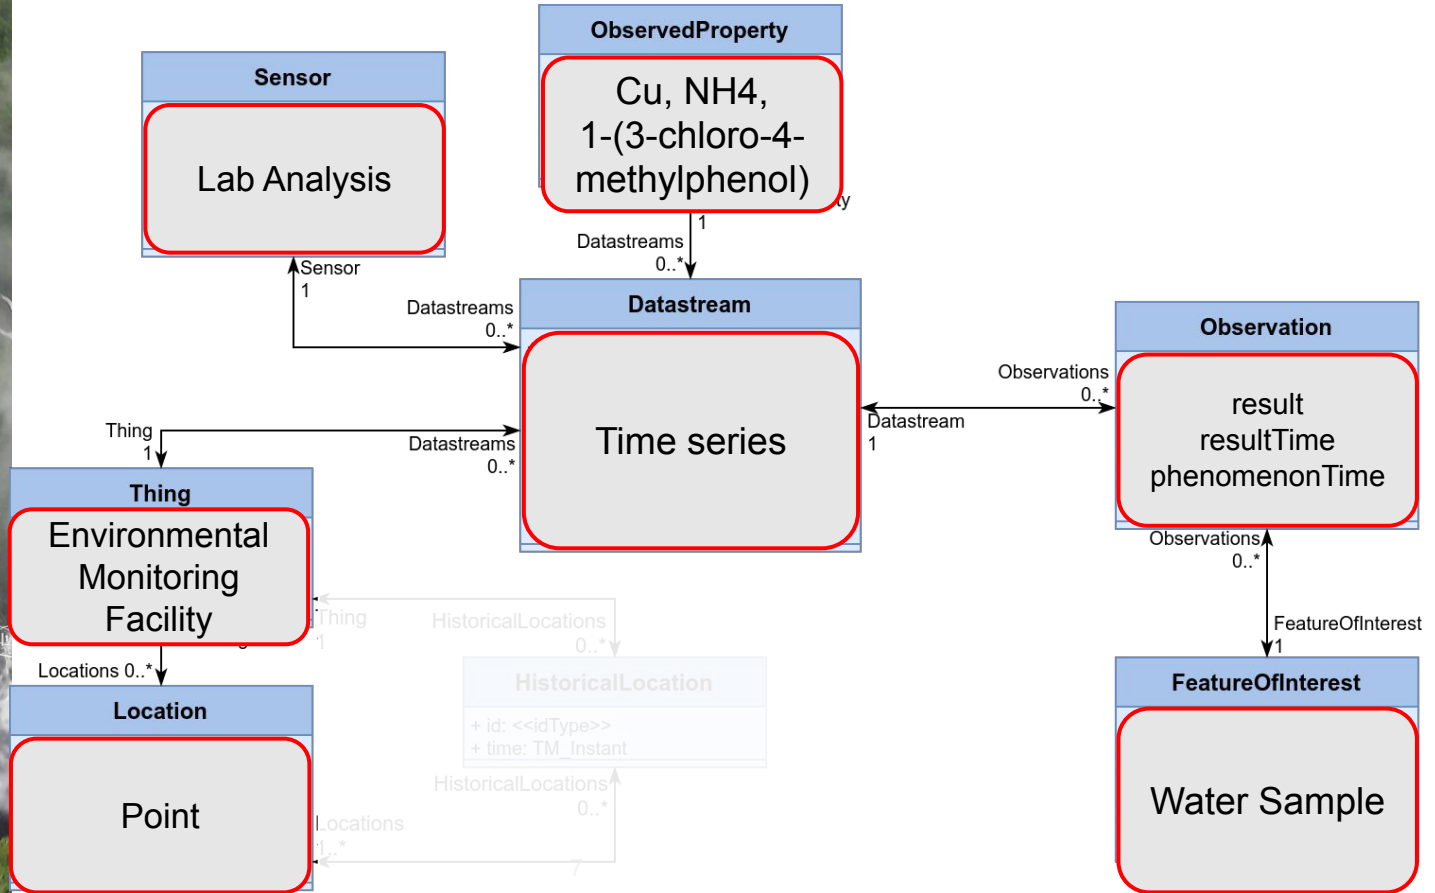 ObservedProperty
Cu, NH4,
1-(3-chloro-4-
methylphenol)
ty
1
Datastreams
0..*
Sensor
Lab Analysis
Sensor
1
Datastreams
0..*
Datastream
Time series
Observations
0..*
Datastream
1
Observation
result
resultTime
phenomenonTime
Observations
0..*
FeatureOfInterest
1
FeatureOfInterest
Water Sample
Thing
1
Datastreams
0..*
Thing
Environmental
Monitoring
Facility
Thing
1
HistoricalLocations
0..*
Locations 0..*
HistoricalLocation
+ id: <<idType>>
+ time: TM_Instant
Location
Point
HistoricalLocations
0..*
Locations
1..*
7